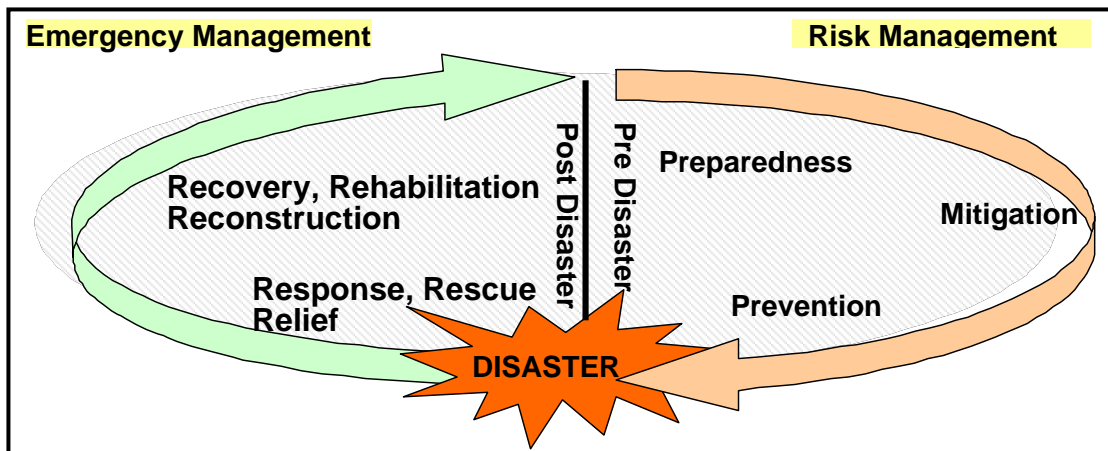 Emergency Management
Risk Management
Post Disaster
Pre Disaster
Preparedness
Recovery, Rehabilitation
Reconstruction
Mitigation
Response, Rescue
Relief
Prevention
DISASTER